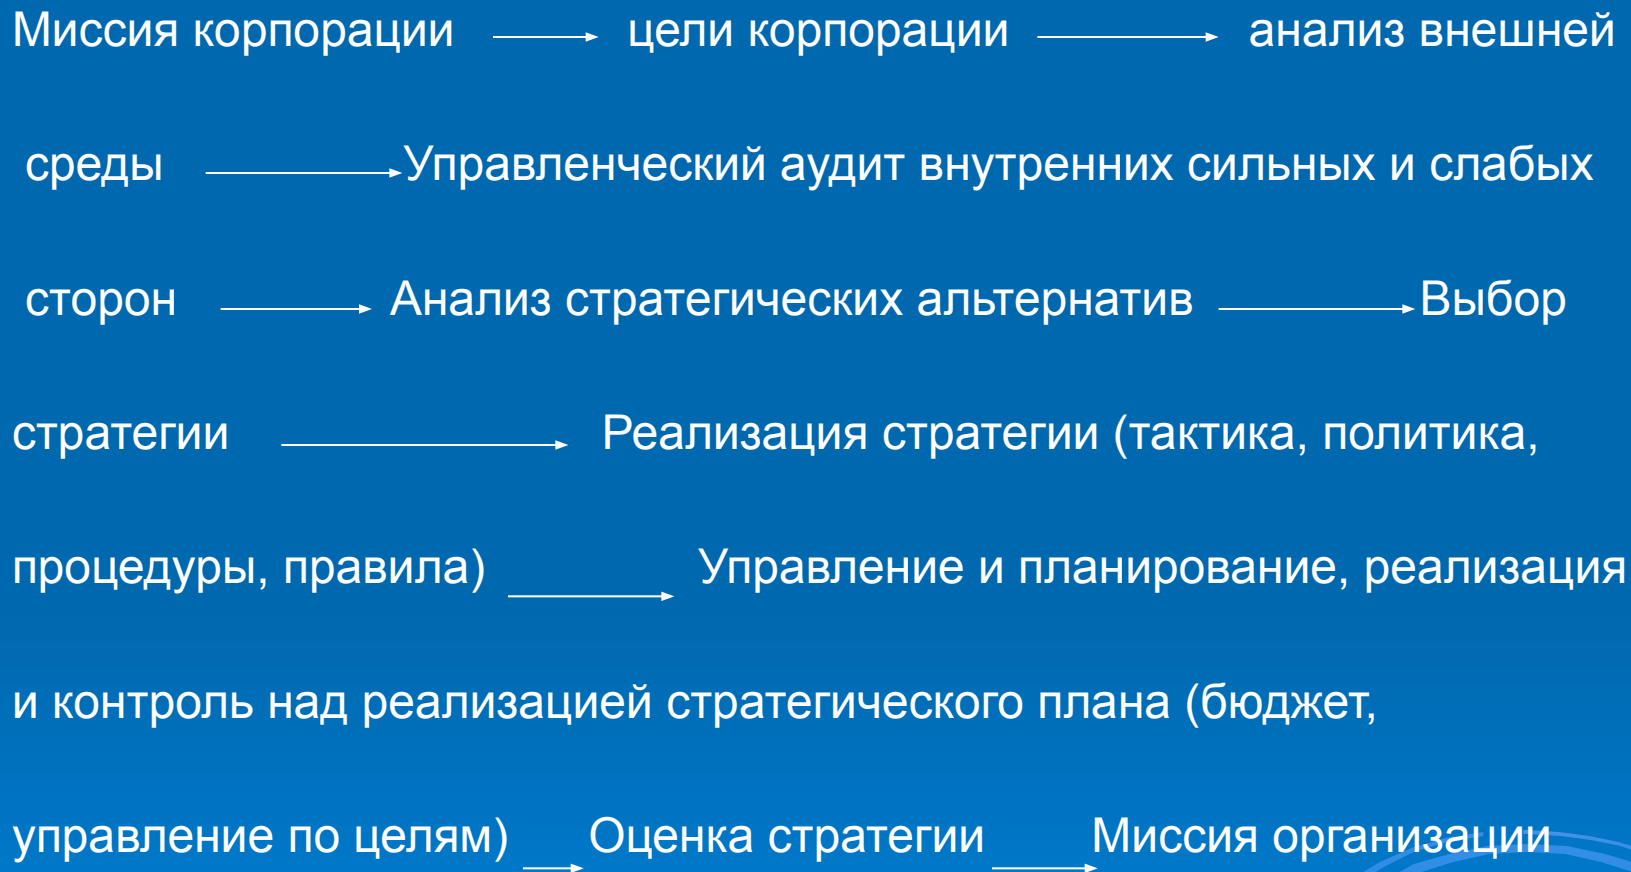 Миссия корпорации → цели корпорации → анализ внешней
среды → Управленческий аудит внутренних сильных и слабых
сторон → Анализ стратегических альтернатив → Выбор
стратегии → Реализация стратегии (тактика, политика,
процедуры, правила) → Управление и планирование, реализация
и контроль над реализацией стратегического плана (бюджет,
управление по целям) → Оценка стратегии → Миссия организации